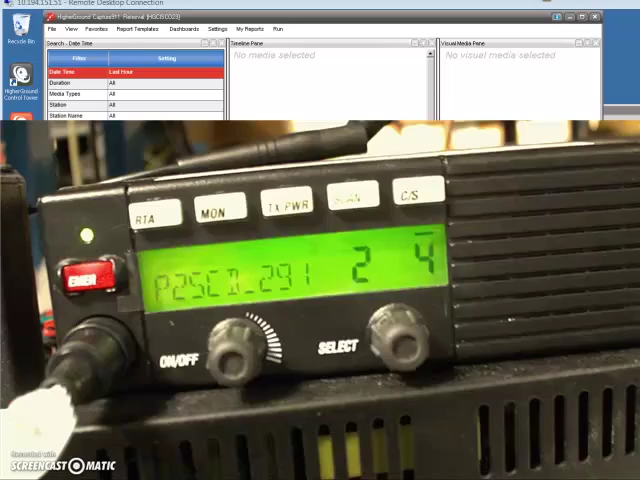 10.194.151.51 - Remote Desktop Connection
HigherGround Capture911 Retrieval [HGCISCO23]
File View Favorites Report Templates Dashboards Settings My Reports Run
Recycle Bin
HigherGround Control Tower
Search - Date Time
Timeline Pane
Visual Media Pane
Filter Setting
No media selected
No visual media selected
Date Time Last Hour
Duration All
Media Types All
Station All
Station Name All
RTA MON TX PWR SCAN C/S
EMER
P25CD_291 2 4
ON/OFF SELECT
Recorded with
SCREENCAST-O-MATIC